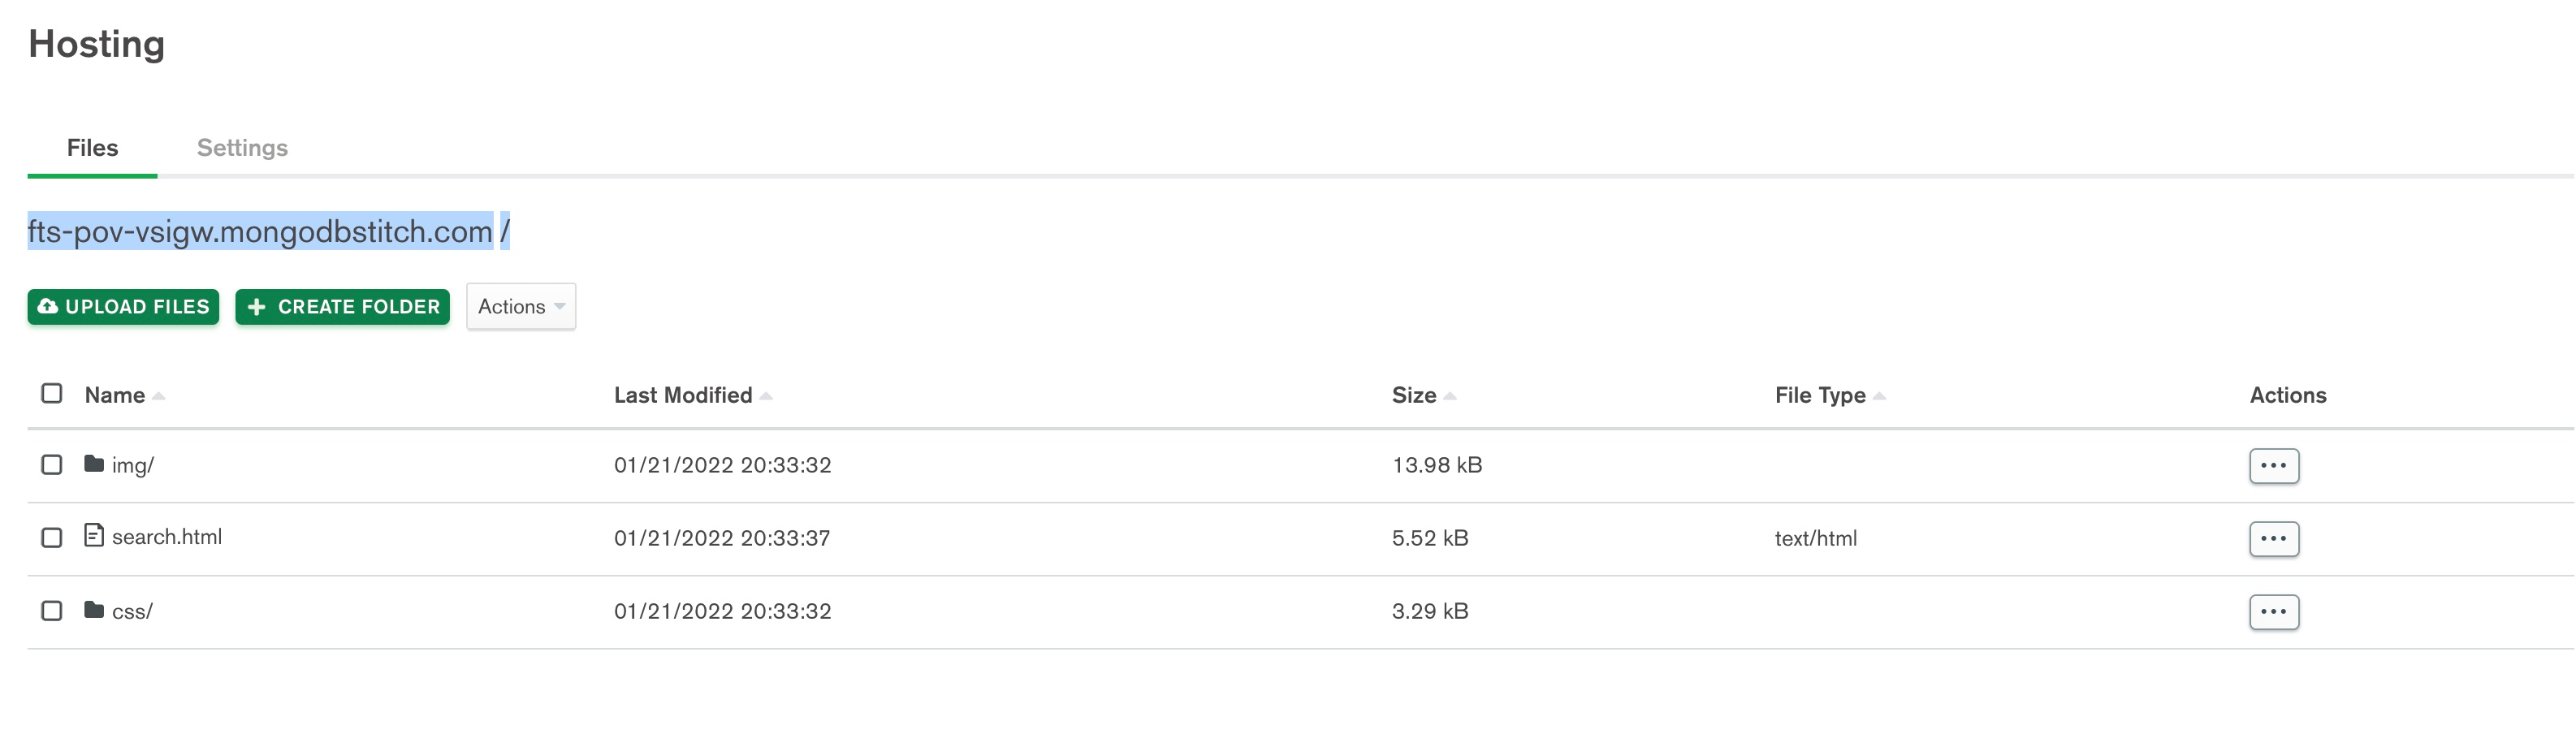 Hosting
Files Settings
fts-pov-vsigw.mongodbstitch.com /
UPLOAD FILES CREATE FOLDER Actions
Name Last Modified Size File Type Actions
img/ 01/21/2022 20:33:32 13.98 kB
search.html 01/21/2022 20:33:37 5.52 kB text/html
css/ 01/21/2022 20:33:32 3.29 kB